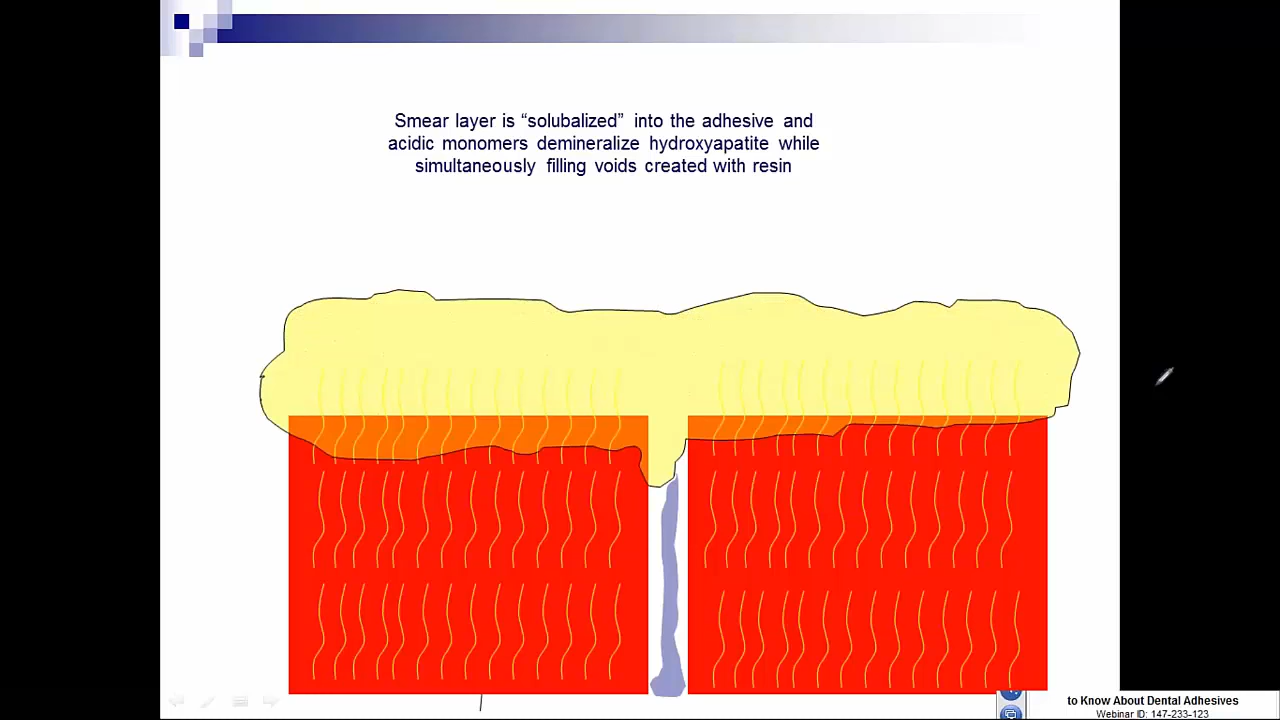 Smear layer is “solubalized” into the adhesive and
acidic monomers demineralize hydroxyapatite while
simultaneously filling voids created with resin
to Know About Dental Adhesives
Webinar ID: 147-233-123